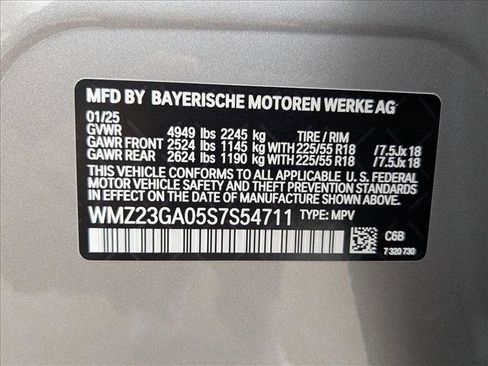 MFD BY BAYERISCHE MOTOREN WERKE AG
01/25
GVWR 4949 lbs 2245 kg TIRE / RIM
GAWR FRONT 2524 lbs 1145 kg WITH 225/55 R18 /7.5Jx18
GAWR REAR 2624 lbs 1190 kg WITH 225/55 R18 /7.5Jx18
THIS VEHICLE CONFORMS TO ALL APPLICABLE U. S. FEDERAL
MOTOR VEHICLE SAFETY AND THEFT PREVENTION STANDARDS
IN EFFECT ON THE DATE OF MANUFACTURE SHOWN ABOVE.
WMZ23GA05S7S54711 TYPE: MPV
C6B
7 320 730